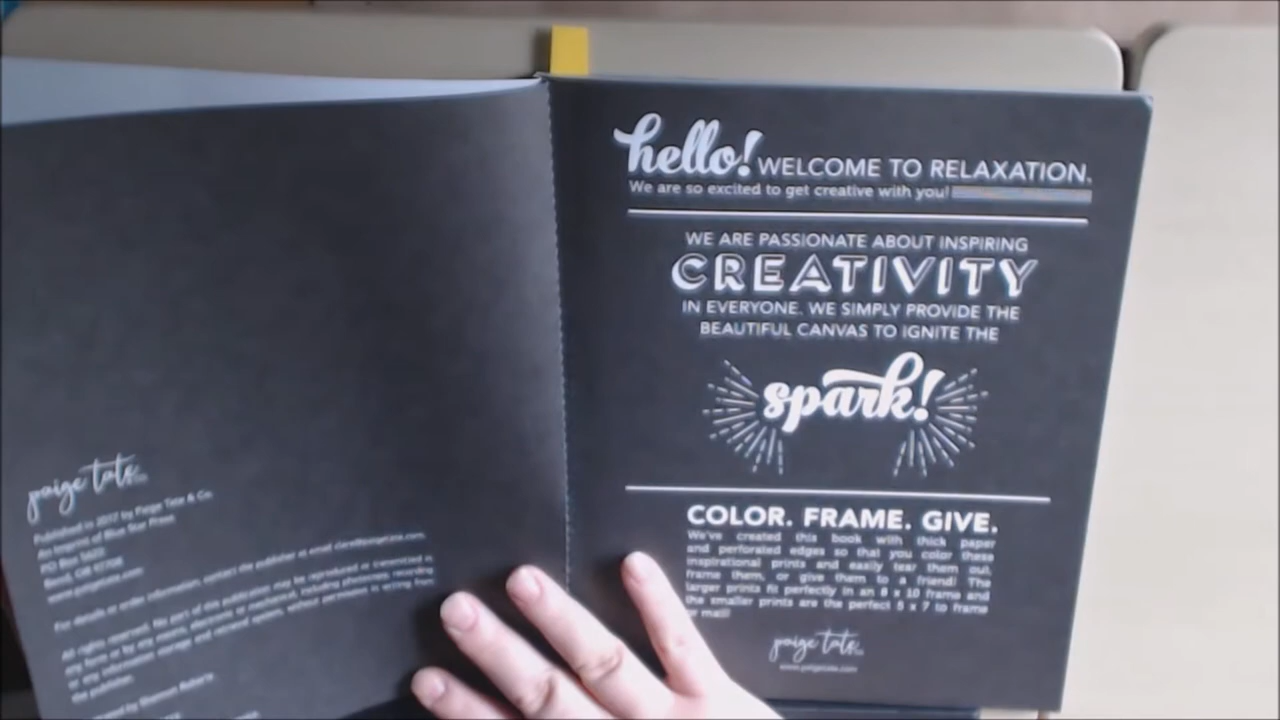 paige tate
Published in 2017 by Paige Tate & Co.
An Imprint of Blue Star Press
PO Box 5622
Bend, OR 97708
www.paigetate.com
For details or order information, contact the publisher at email
All rights reserved. No part of this publication may be reproduced or transmitted in
any form or by any means, electronic or mechanical, including photocopy, recording
or any information storage and retrieval system, without permission in writing from
the publisher.
hello! WELCOME TO RELAXATION.
We are so excited to get creative with you!
WE ARE PASSIONATE ABOUT INSPIRING
CREATIVITY
IN EVERYONE. WE SIMPLY PROVIDE THE
BEAUTIFUL CANVAS TO IGNITE THE
spark!
COLOR. FRAME. GIVE.
We've created this book with thick paper
and perforated edges so that you color these
inspirational prints and easily tear them out,
frame them, or give them to a friend! The
larger prints fit perfectly in an 8 x 10 frame and
the smaller prints are the perfect 5 x 7 to frame
or mail!
paige tate
www.paigetate.com